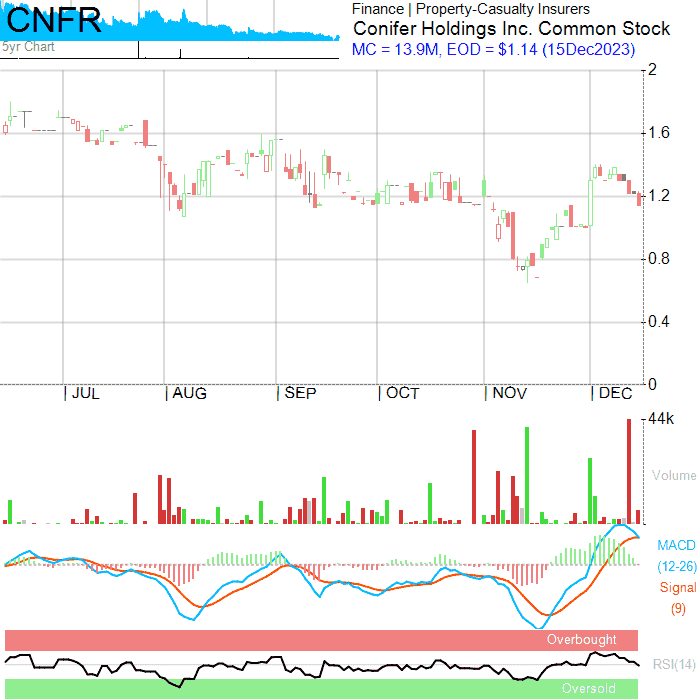 CNFR
5yr Chart
Finance | Property-Casualty Insurers
Conifer Holdings Inc. Common Stock
MC = 13.9M, EOD = $1.14 (15Dec2023)
2
1.6
1.2
0.8
0.4
0
| JUL | AUG | SEP | OCT | NOV | DEC
44k
Volume
MACD
(12-26)
Signal
(9)
Overbought
RSI(14)
Oversold